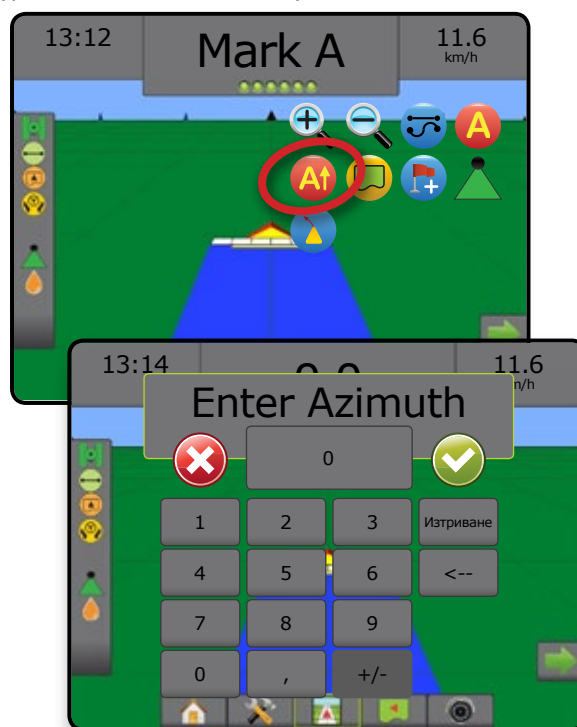 13:12 Mark A 11.6
km/h
A
A
13:14 11.6
Enter Azimuth
0
1 2 3 Изтриване
4 5 6 <--
7 8 9
0 , +/-